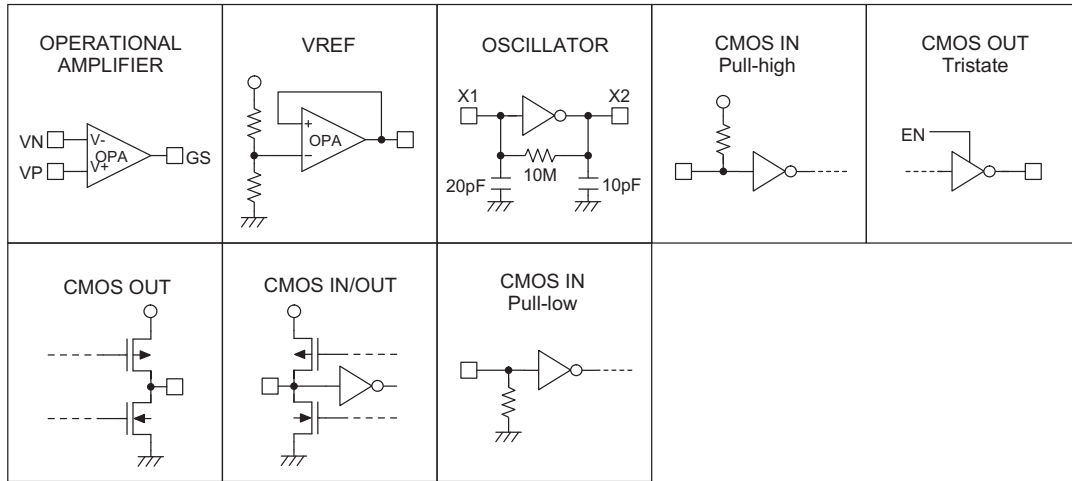 OPERATIONAL
AMPLIFIER
VN
V-
OPA
VP
V+
GS
VREF
+
OPA
−
OSCILLATOR
X1
X2
10M
20pF
10pF
CMOS IN
Pull-high
CMOS OUT
Tristate
EN
CMOS OUT
CMOS IN/OUT
CMOS IN
Pull-low